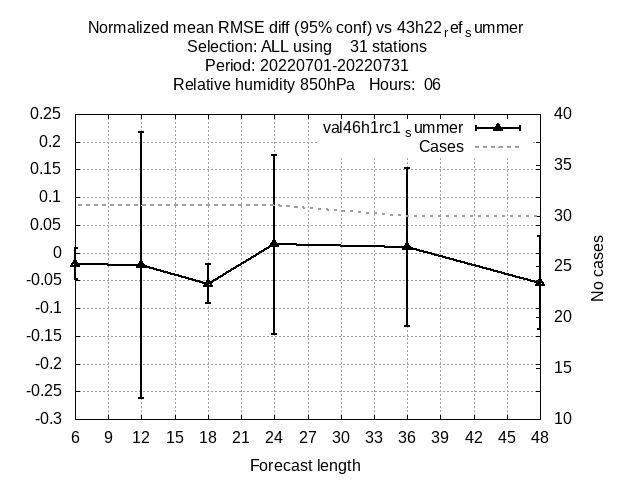 Normalized mean RMSE diff (95% conf) vs 43h22refsummer
Selection: ALL using 31 stations
Period: 20220701-20220731
Relative humidity 850hPa Hours: 06
val46h1rc1summer
Cases
0.25
0.2
0.15
0.1
0.05
0
-0.05
-0.1
-0.15
-0.2
-0.25
-0.3
40
35
30
25
20
15
10
No cases
6 9 12 15 18 21 24 27 30 33 36 39 42 45 48
Forecast length